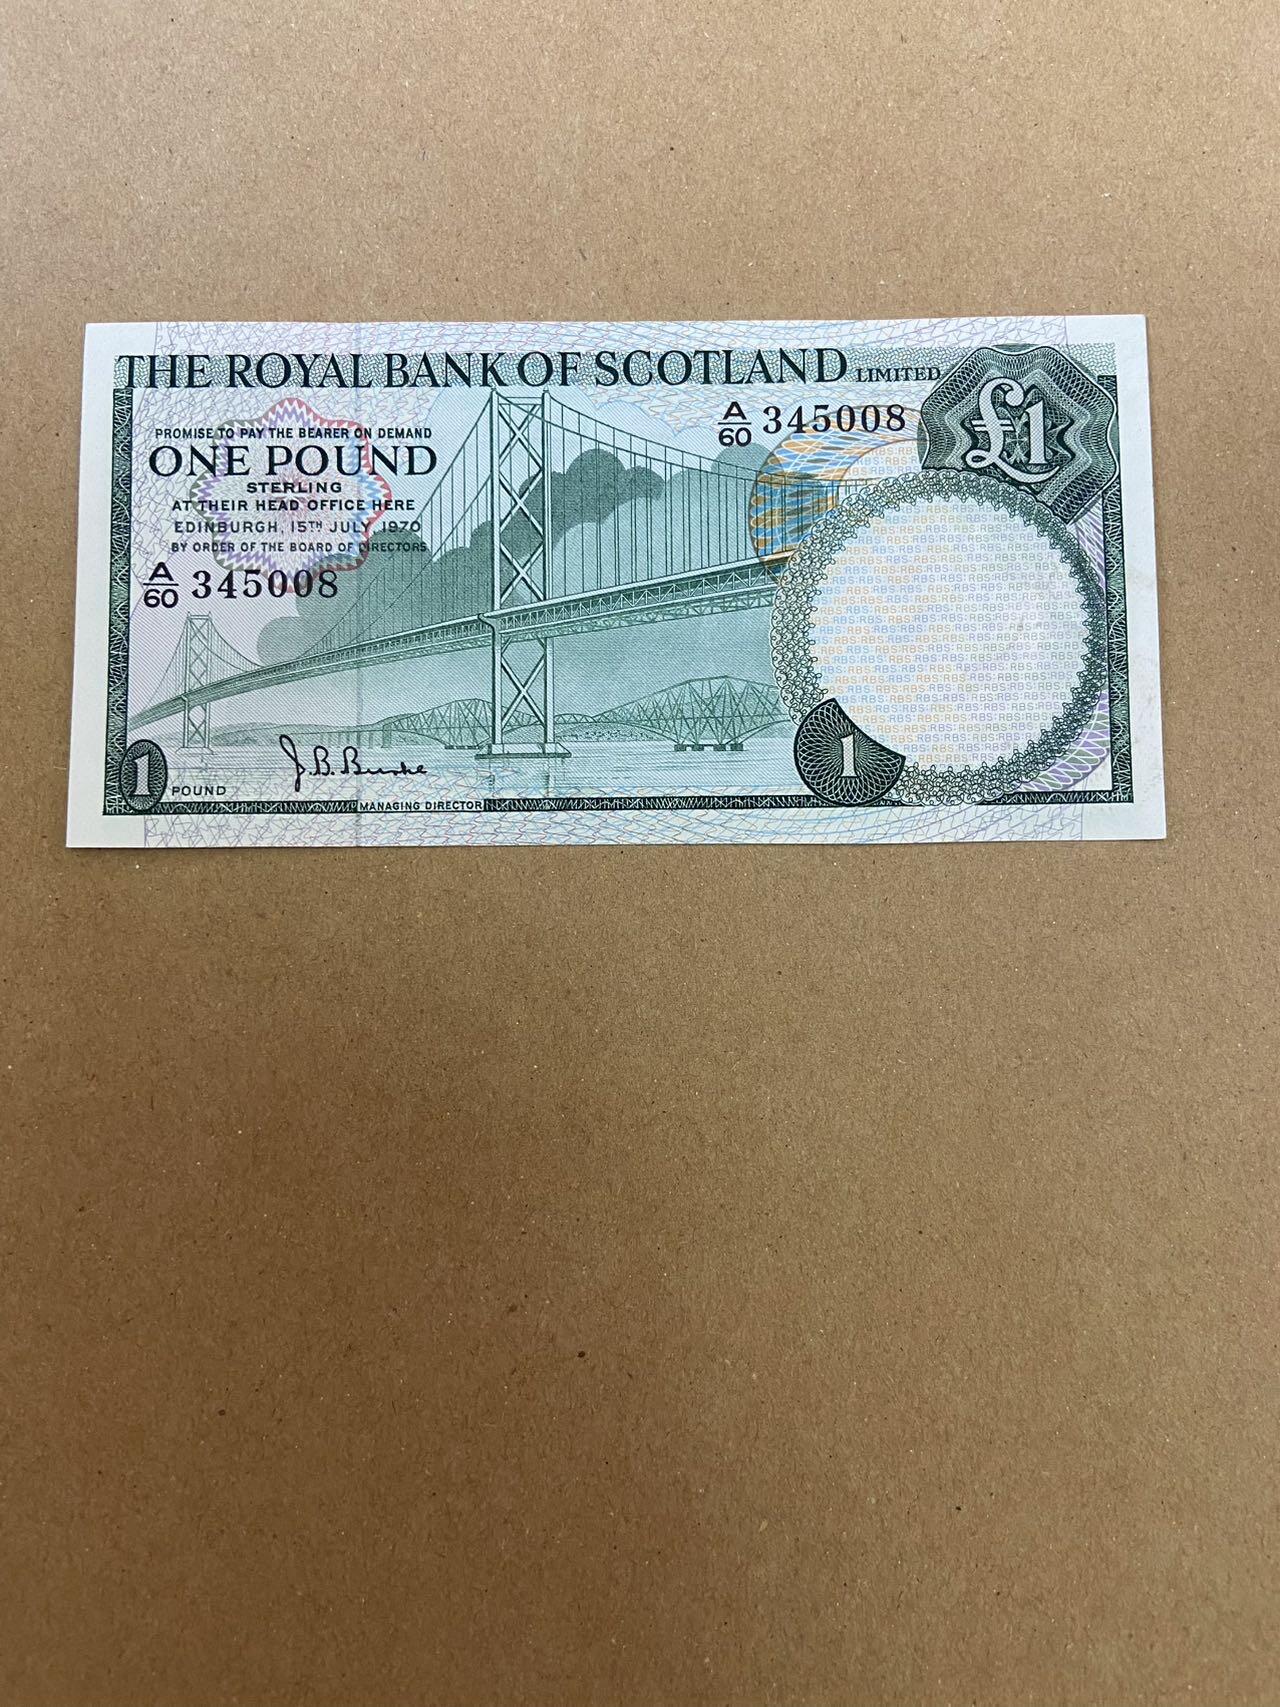 THE ROYAL BANK OF SCOTLAND LIMITED
£1
A/60 345008
PROMISE TO PAY THE BEARER ON DEMAND
ONE POUND
STERLING
AT THEIR HEAD OFFICE HERE
EDINBURGH, 15TH JULY 1970
BY ORDER OF THE BOARD OF DIRECTORS
A/60 345008
J. B. Burke
1 POUND
MANAGING DIRECTOR
1